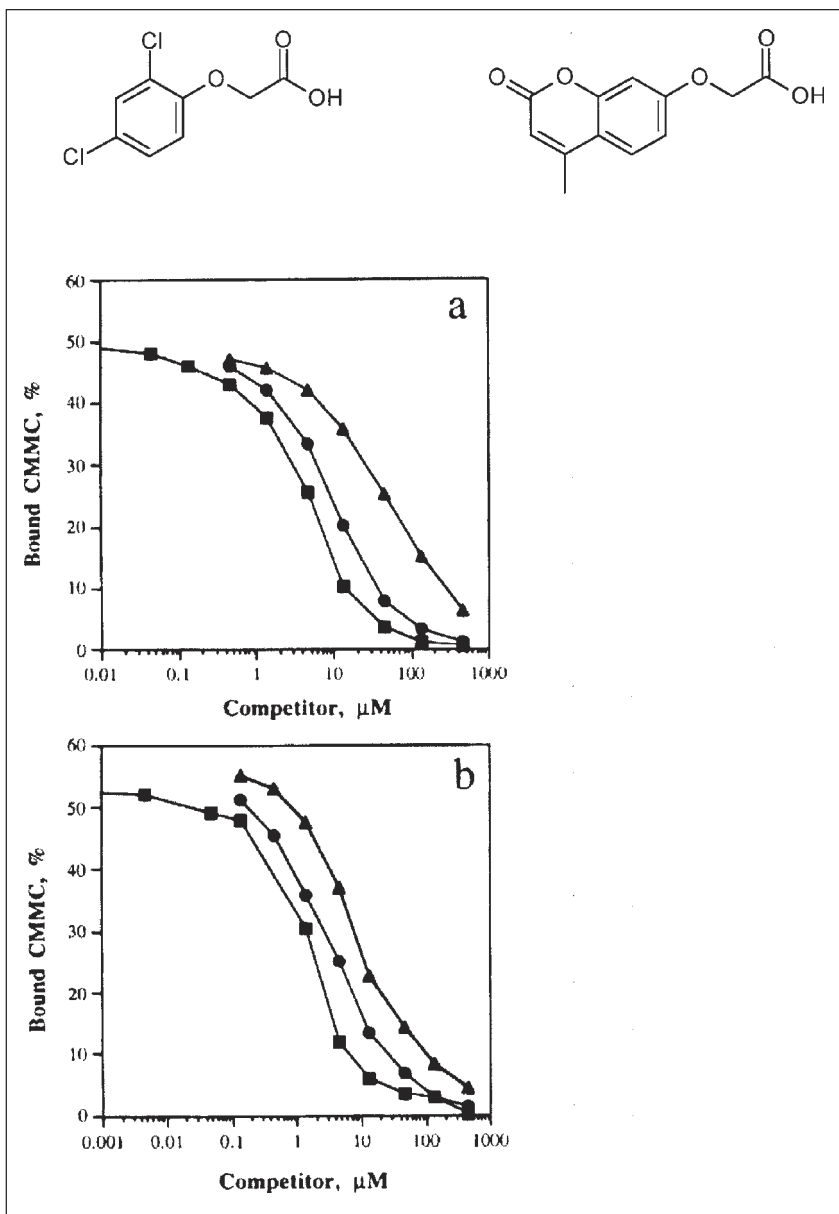 Cl
O
O
OH
Cl
O
O
O
O
OH
a
60
50
40
30
20
10
0
Bound CMMC, %
0.01 0.1 1 10 100 1000
Competitor, μM
b
60
50
40
30
20
10
0
Bound CMMC, %
0.001 0.01 0.1 1 10 100 1000
Competitor, μM